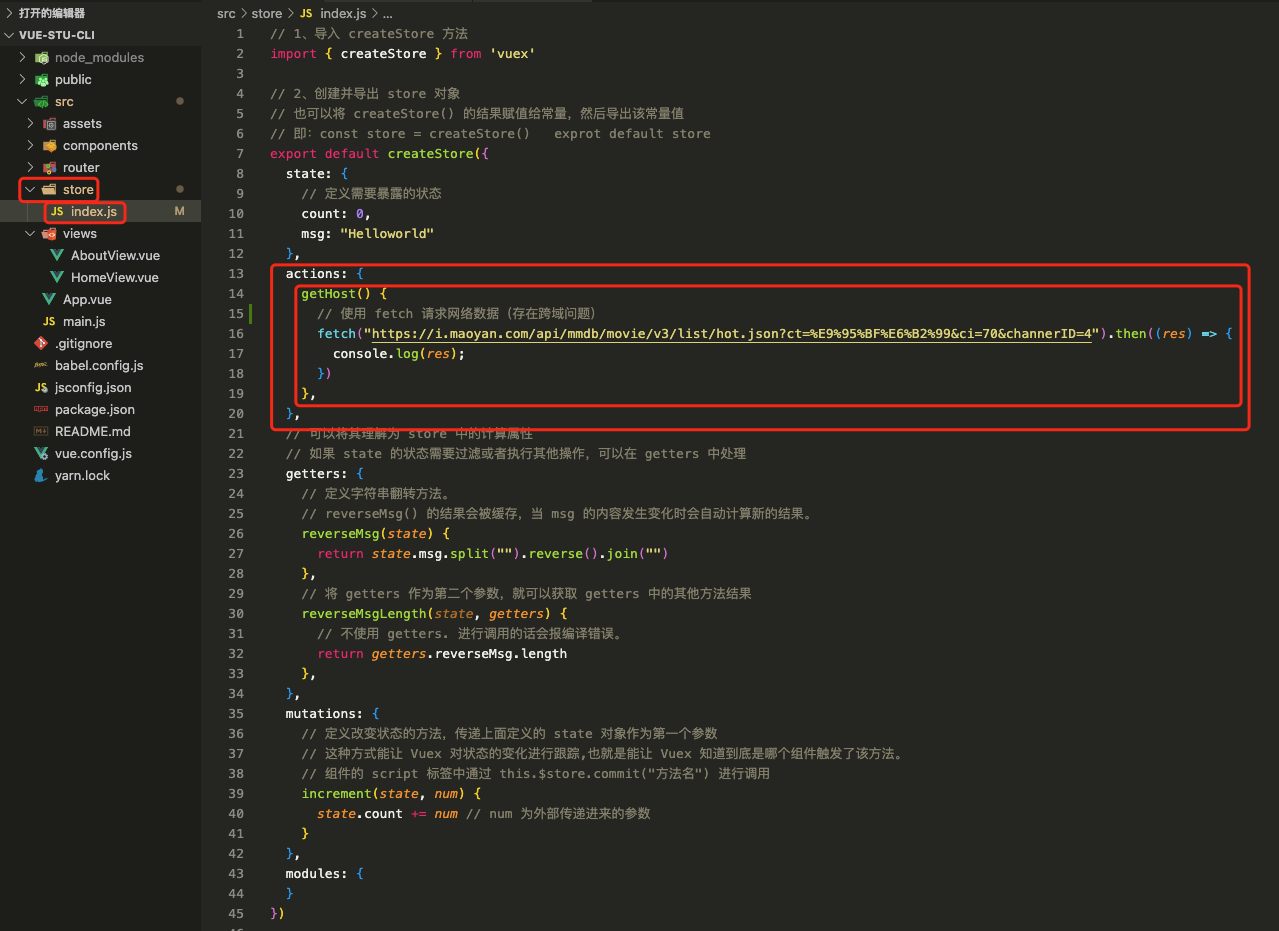 打开的编辑器
VUE-STU-CLI
node_modules
public
src
assets
components
router
store
index.js M
views
AboutView.vue
HomeView.vue
App.vue
main.js
.gitignore
babel.config.js
jsconfig.json
package.json
README.md
vue.config.js
yarn.lock
src > store > JS index.js > ...
1 // 1、导入 createStore 方法
2 import { createStore } from 'vuex'
3
4 // 2、创建并导出 store 对象
5 // 也可以将 createStore() 的结果赋值给常量，然后导出该常量值
6 // 即：const store = createStore()   exprot default store
7 export default createStore({
8 state: {
9 // 定义需要暴露的状态
10 count: 0,
11 msg: "Helloworld"
12 },
13 actions: {
14 getHost() {
15 // 使用 fetch 请求网络数据（存在跨域问题）
16 fetch("https://i.maoyan.com/api/mmdb/movie/v3/list/hot.json?ct=%E9%95%BF%E6%B2%99&ci=70&channerID=4").then((res) => {
17 console.log(res);
18 })
19 },
20 },
21 // 可以将其理解为 store 中的计算属性
22 // 如果 state 的状态需要过滤或者执行其他操作，可以在 getters 中处理
23 getters: {
24 // 定义字符串翻转方法。
25 // reverseMsg() 的结果会被缓存，当 msg 的内容发生变化时会自动计算新的结果。
26 reverseMsg(state) {
27 return state.msg.split("").reverse().join("")
28 },
29 // 将 getters 作为第二个参数，就可以获取 getters 中的其他方法结果
30 reverseMsgLength(state, getters) {
31 // 不使用 getters. 进行调用的话会报编译错误。
32 return getters.reverseMsg.length
33 },
34 },
35 mutations: {
36 // 定义改变状态的方法，传递上面定义的 state 对象作为第一个参数
37 // 这种方式能让 Vuex 对状态的变化进行跟踪,也就是能让 Vuex 知道到底是哪个组件触发了该方法。
38 // 组件的 script 标签中通过 this.$store.commit("方法名") 进行调用
39 increment(state, num) {
40 state.count += num // num 为外部传递进来的参数
41 }
42 },
43 modules: {
44 }
45 })